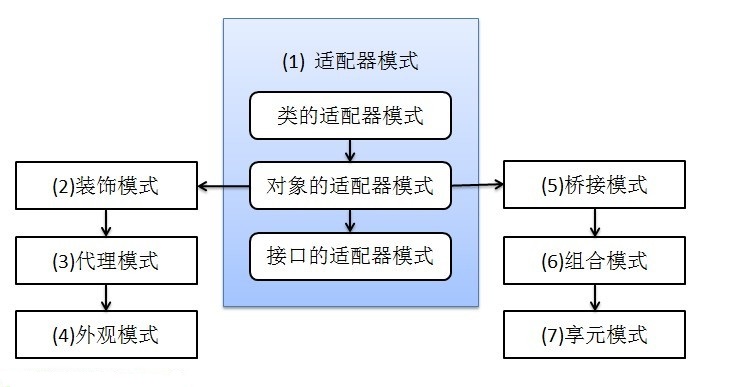 (1) 适配器模式
类的适配器模式
(2)装饰模式
对象的适配器模式
(5)桥接模式
(3)代理模式
接口的适配器模式
(6)组合模式
(4)外观模式
(7)享元模式